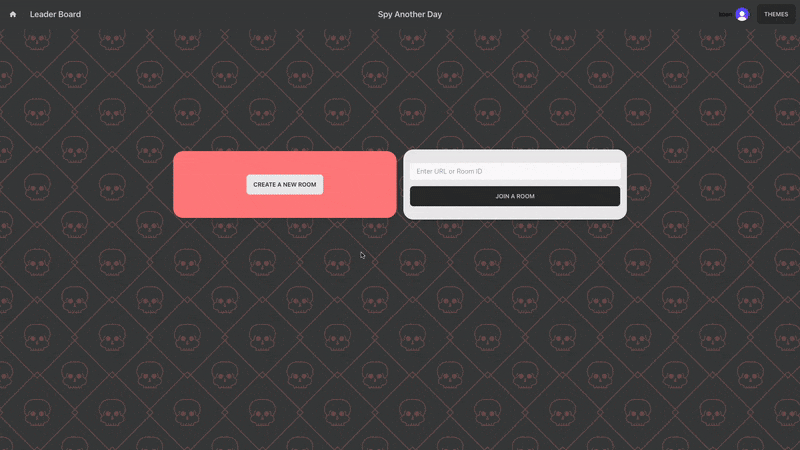 Leader Board
Spy Another Day
THEMES
CREATE A NEW ROOM
Enter URL or Room ID
JOIN A ROOM